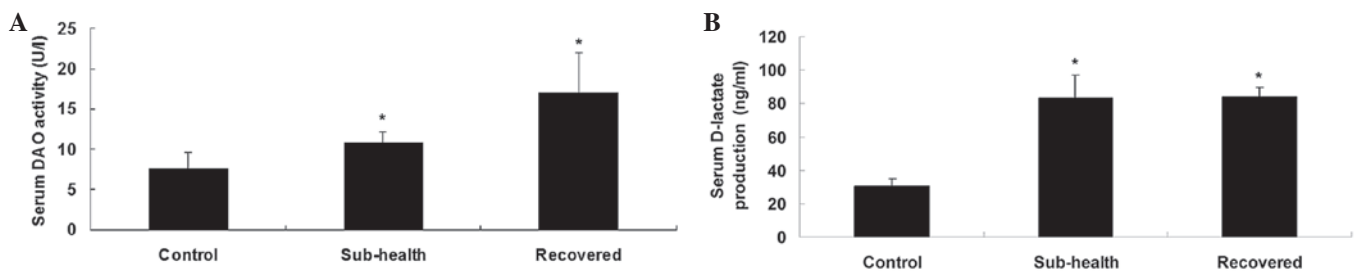 A
Serum DAO activity (U/l)
25
20
15
10
5
0
*
*
Control
Sub-health
Recovered
B
Serum D-lactate
production (ng/ml)
120
100
80
60
40
20
0
*
*
Control
Sub-health
Recovered